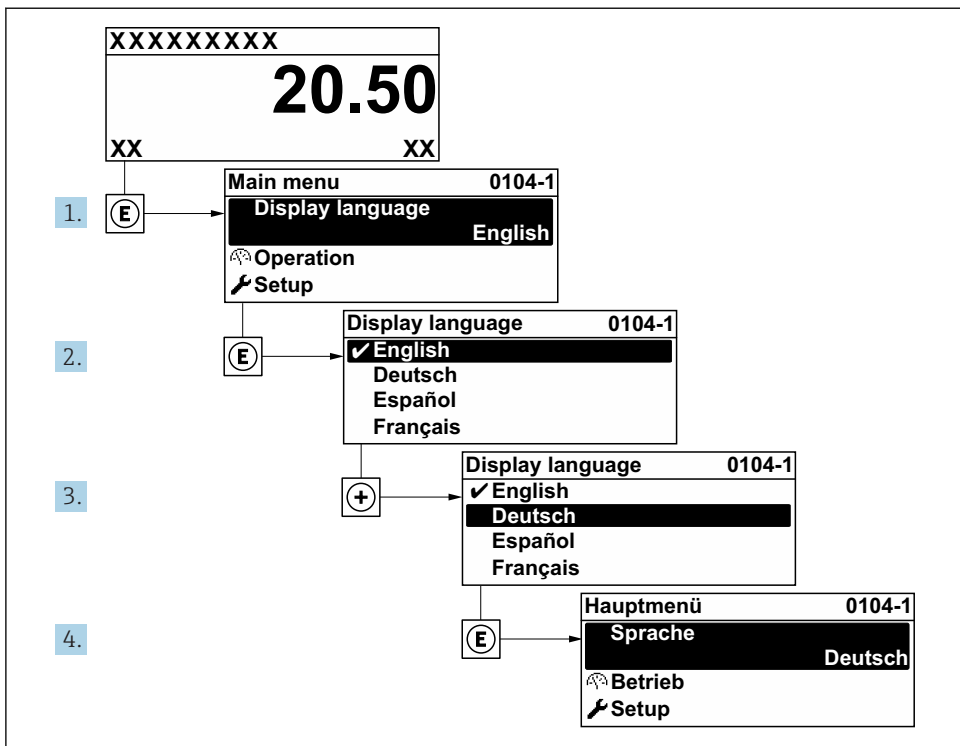 XXXXXXXXX
20.50
XX XX
1. E
Main menu 0104-1
Display language
English
Operation
Setup
2. E
Display language 0104-1
✔English
Deutsch
Español
Français
3. +
Display language 0104-1
✔English
Deutsch
Español
Français
4. E
Hauptmenü 0104-1
Sprache
Deutsch
Betrieb
Setup